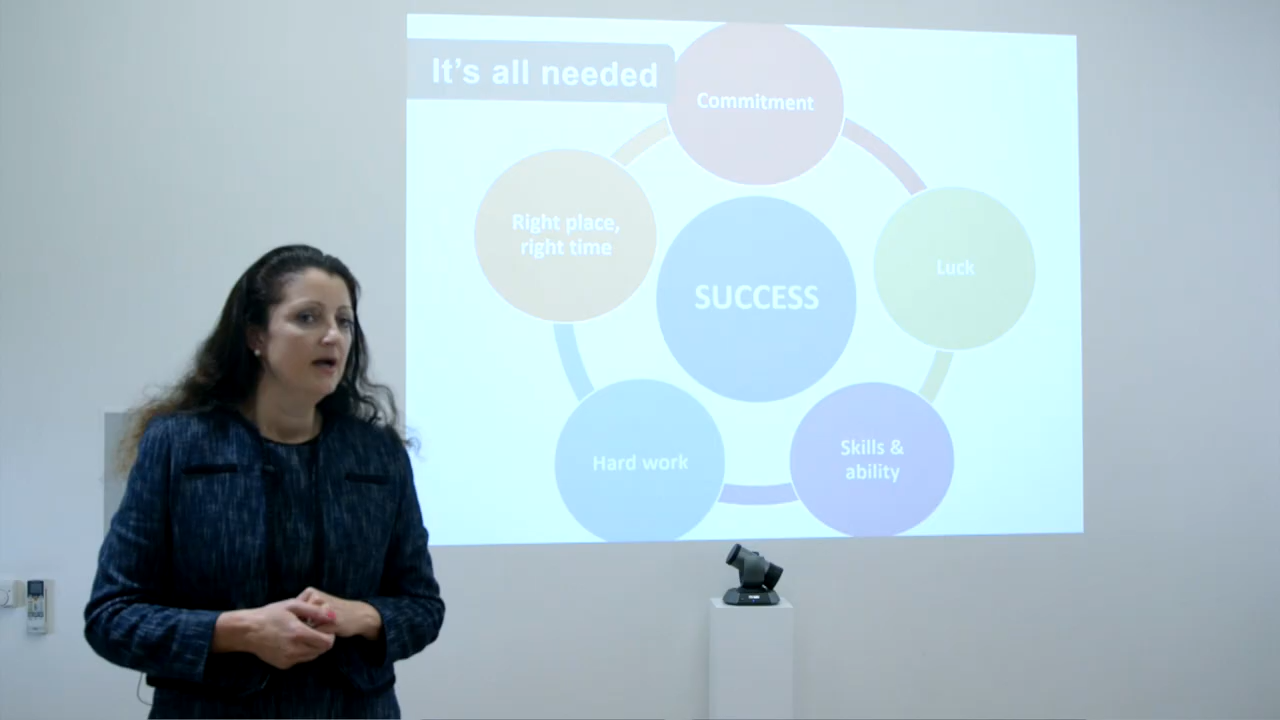 It's all needed
Commitment
Right place,
right time
Luck
SUCCESS
Hard work
Skills &
ability